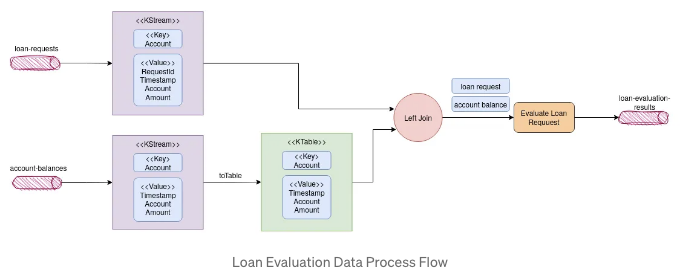 loan-requests
<<KStream>>
<<Key>>
Account
<<Value>>
RequestId
Timestamp
Account
Amount
account-balances
<<KStream>>
<<Key>>
Account
<<Value>>
Timestamp
Account
Amount
toTable
<<KTable>>
<<Key>>
Account
<<Value>>
Timestamp
Account
Amount
Left Join
loan request
account balance
Evaluate Loan
Requuest
loan-evaluation-
results
Loan Evaluation Data Process Flow